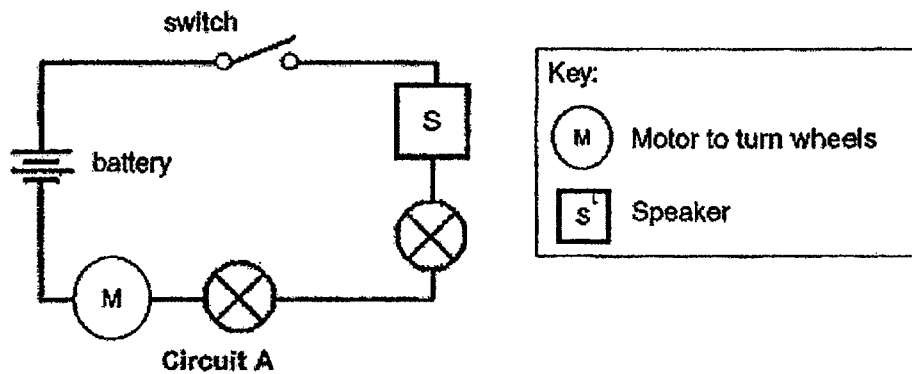 switch
S
battery
M
Circuit A
Key:
M Motor to turn wheels
S Speaker